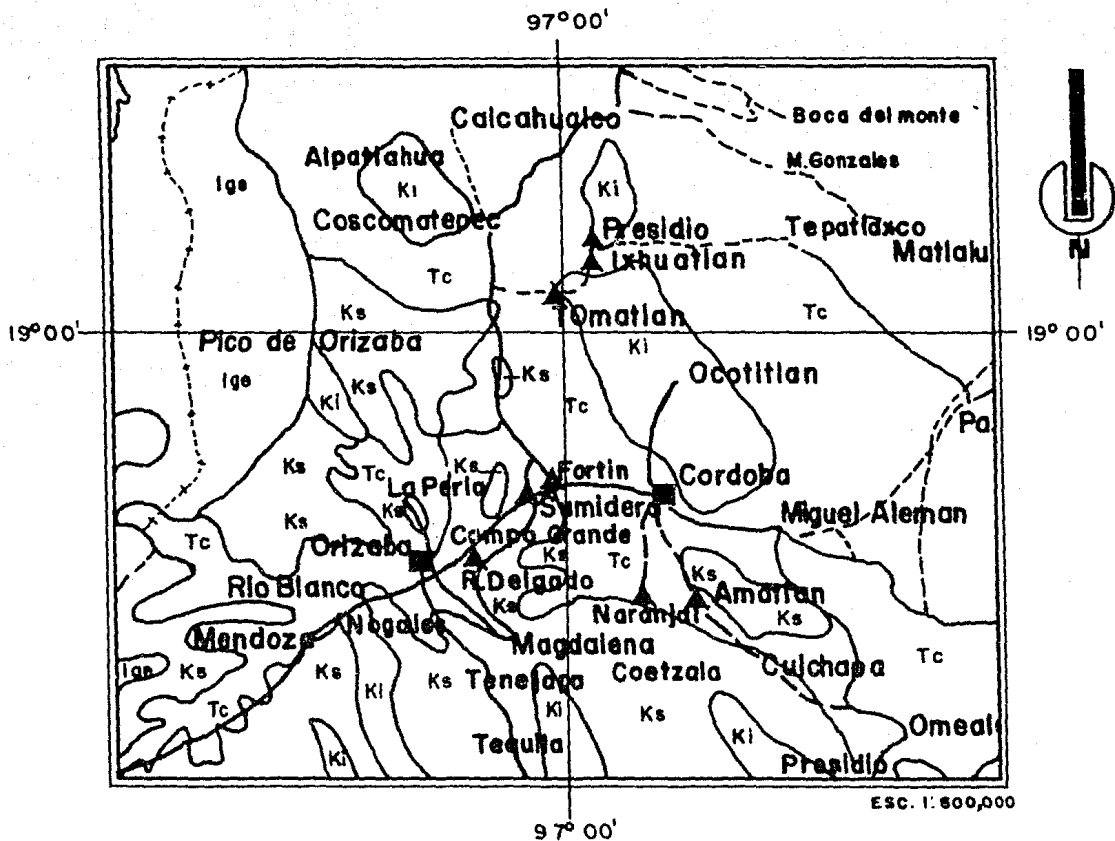 97°00'
Calcahualco
Boca del monte
Alpatlahua
M. Gonzales
Ige
Ki
Ki
Coscomatepec
Presidio
Tepatlaxco
Ixhuatlan
Matlalu
N
Tc
Ks
Tomatlan
Tc
19°00'
19°00'
Pico de Orizaba
Ki
Ige
Ks
Ks
Ocotitlan
Ki
Tc
Pa.
Ks
Tc
Ks
Fortin
Cordoba
La Perla
Sumidero
Ks
Ks
Miguel Aleman
Campo Grande
Tc
Orizaba
Ks
Tc
Ks
Rio Blanco
R. Delgado
Amatlan
Ks
Naranjal
Ks
Nogales
Mendoza
Magdalena
Tc
Ks
Ks
Ks
Tenejapa
Coetzala
Cuichapa
Ki
Tc
Ki
Ks
Omeal
Ki
Tequila
Ki
Presidio
ESC. 1:600,000
97°00'